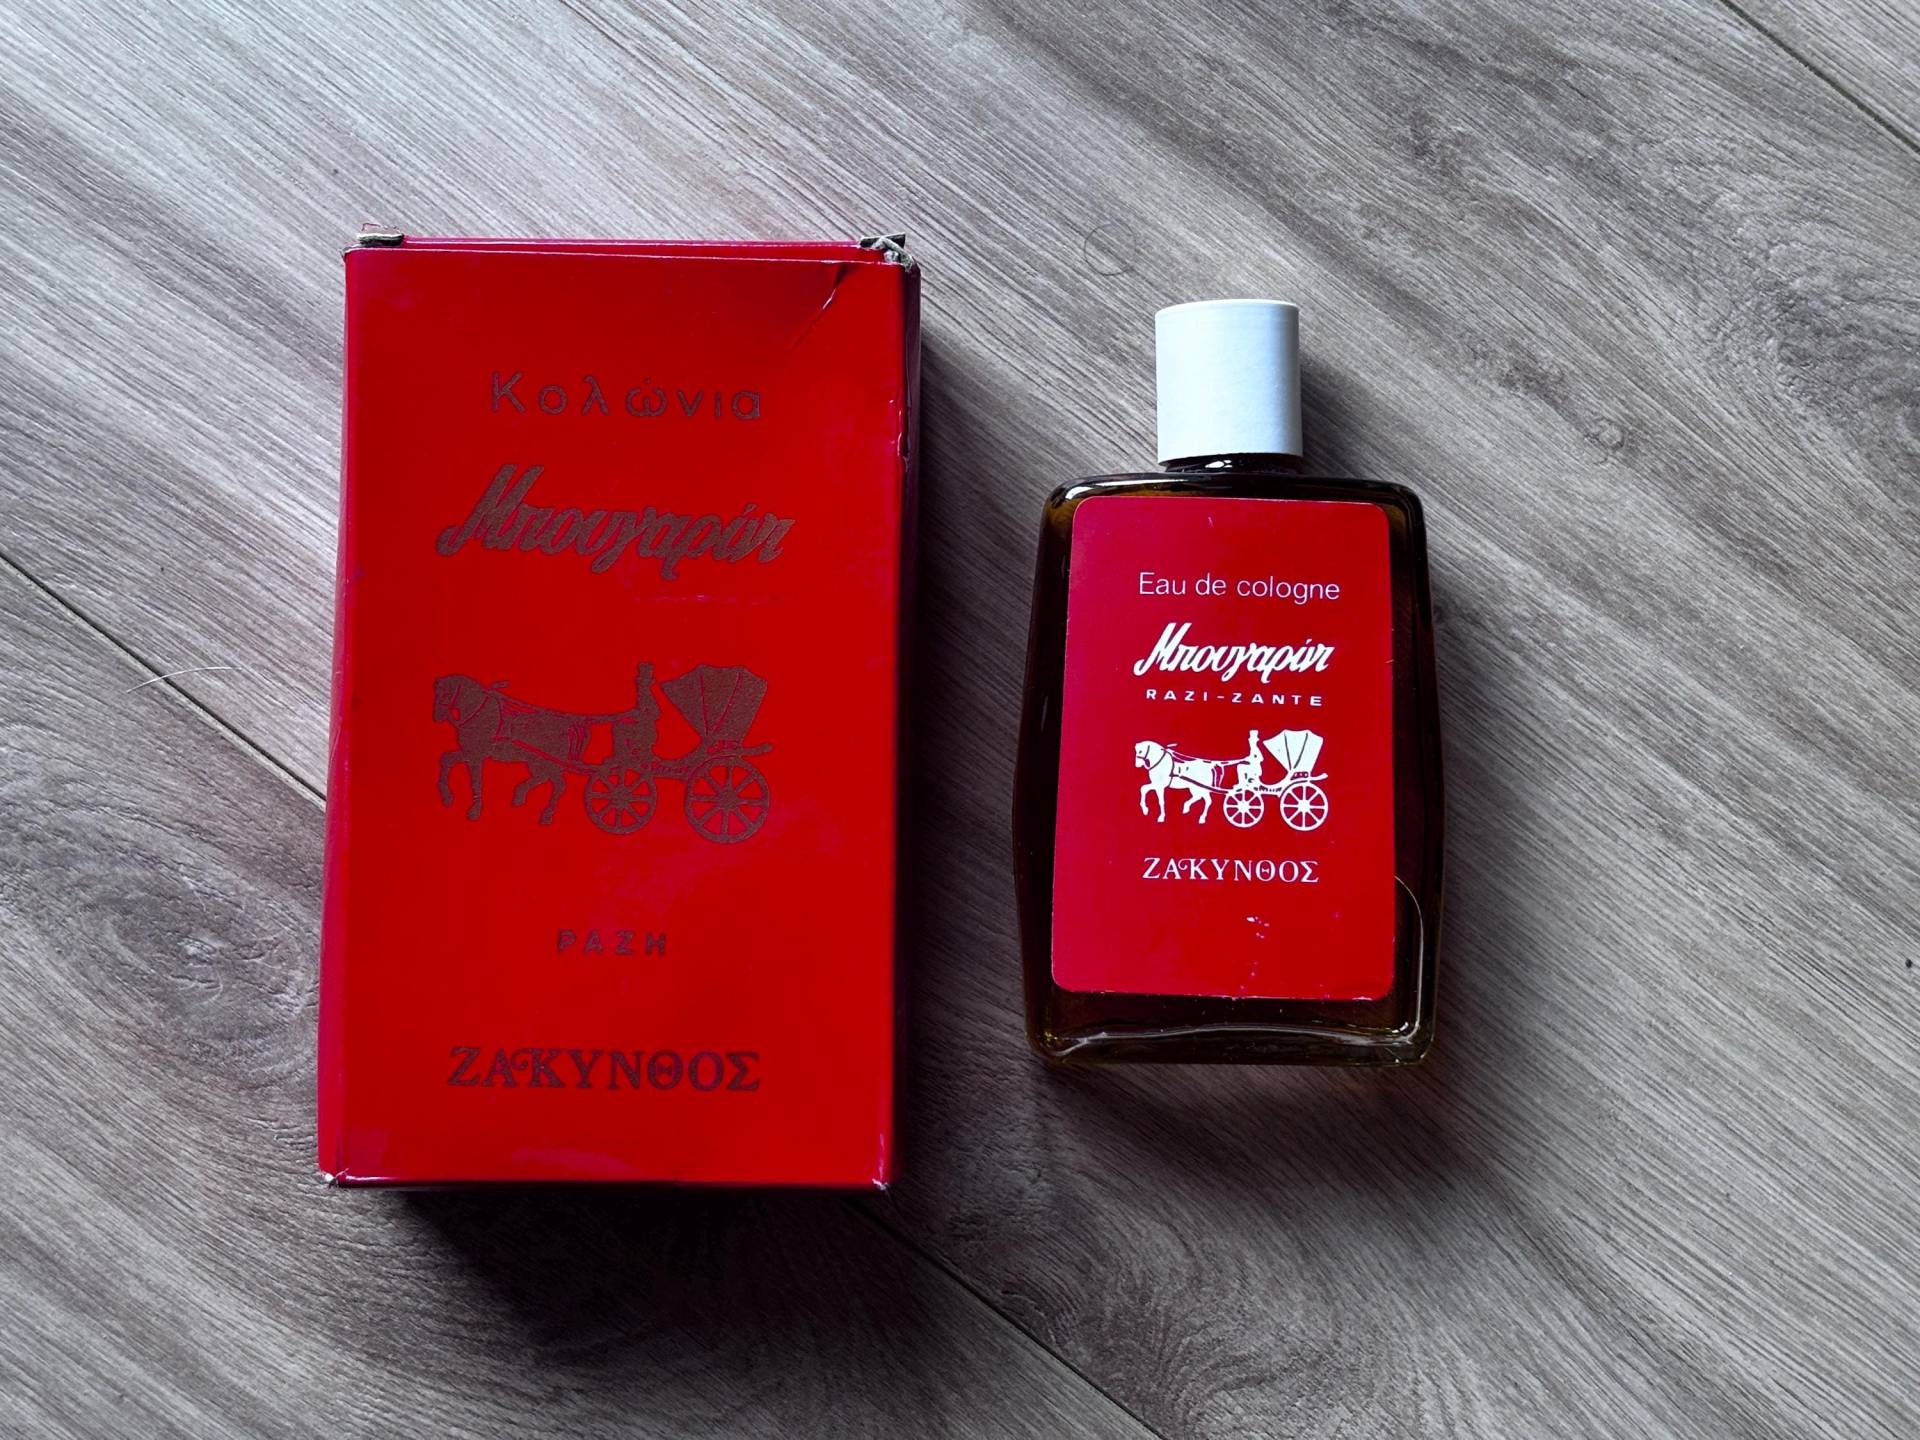 Κολώνια
Μπουγαρίνι
ΡΑΖΗ
ΖΑΚΥΝΘΟΣ
Eau de cologne
Μπουγαρίνι
RAZI-ZANTE
ΖΑΚΥΝΘΟΣ